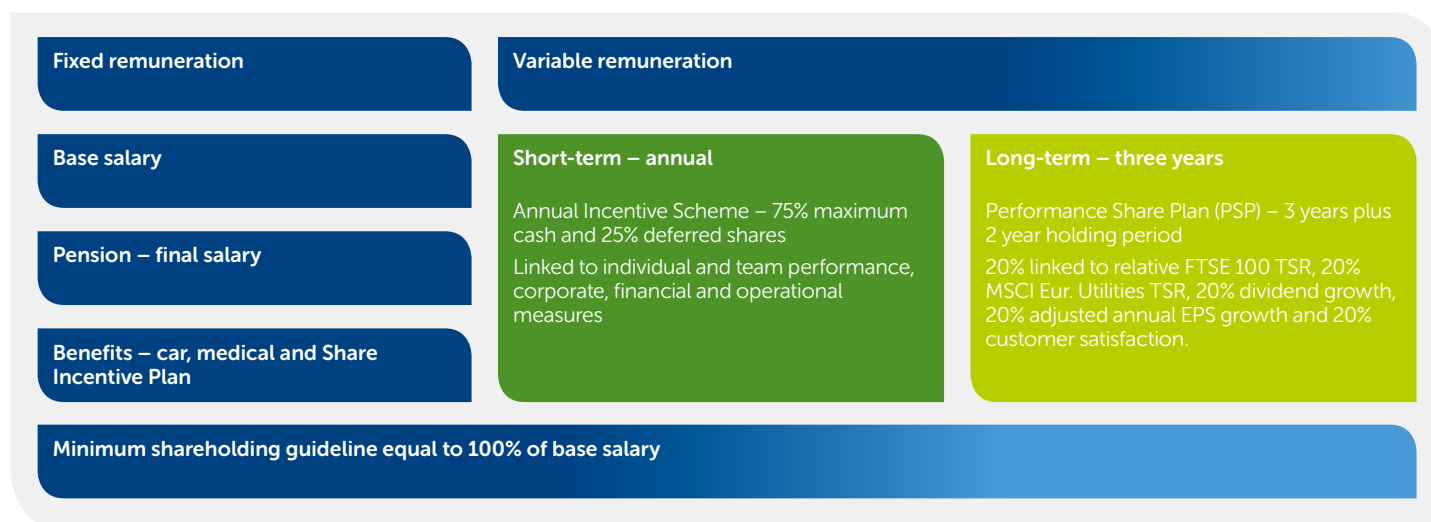 Fixed remuneration
Variable remuneration
Base salary
Pension – final salary
Benefits – car, medical and Share
Incentive Plan
Short-term – annual
Annual Incentive Scheme – 75% maximum
cash and 25% deferred shares
Linked to individual and team performance,
corporate, financial and operational
measures
Long-term – three years
Performance Share Plan (PSP) – 3 years plus
2 year holding period
20% linked to relative FTSE 100 TSR, 20%
MSCI Eur. Utilities TSR, 20% dividend growth,
20% adjusted annual EPS growth and 20%
customer satisfaction.
Minimum shareholding guideline equal to 100% of base salary